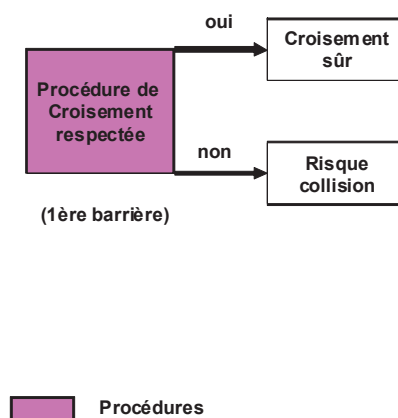 oui
Croisement
sûr
Procédure de
Croisement
respectée
non
Risque
collision
(1ère barrière)
Procédures